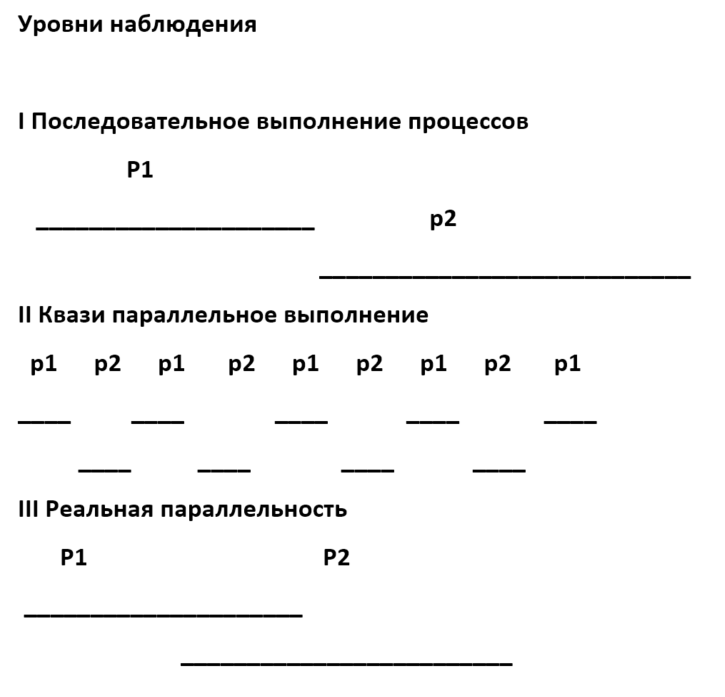 Уровни наблюдения
I Последовательное выполнение процессов
P1
p2
II Квази параллельное выполнение
p1 p2 p1 p2 p1 p2 p1 p2 p1
III Реальная параллельность
P1 P2